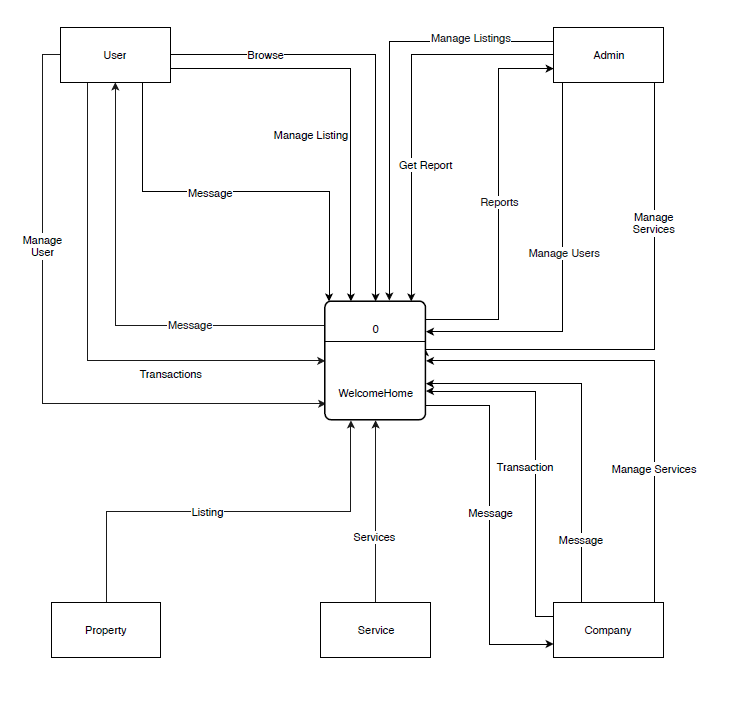 Manage Listings
User
Browse
Admin
Manage Listing
Get Report
Message
Reports
Manage
Services
Manage
User
Manage Users
Message
0
Transactions
WelcomeHome
Transaction
Manage Services
Listing
Message
Services
Message
Property
Service
Company